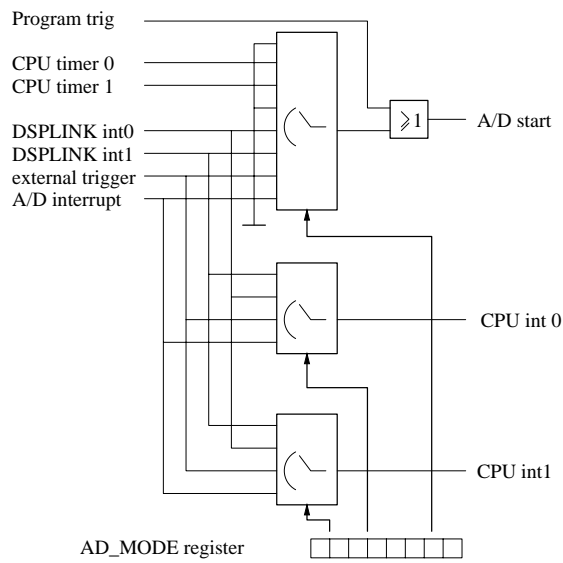 Program trig
CPU timer 0
CPU timer 1
DSPLINK int0
DSPLINK int1
external trigger
A/D interrupt
⩾1
A/D start
CPU int 0
CPU int1
AD_MODE register